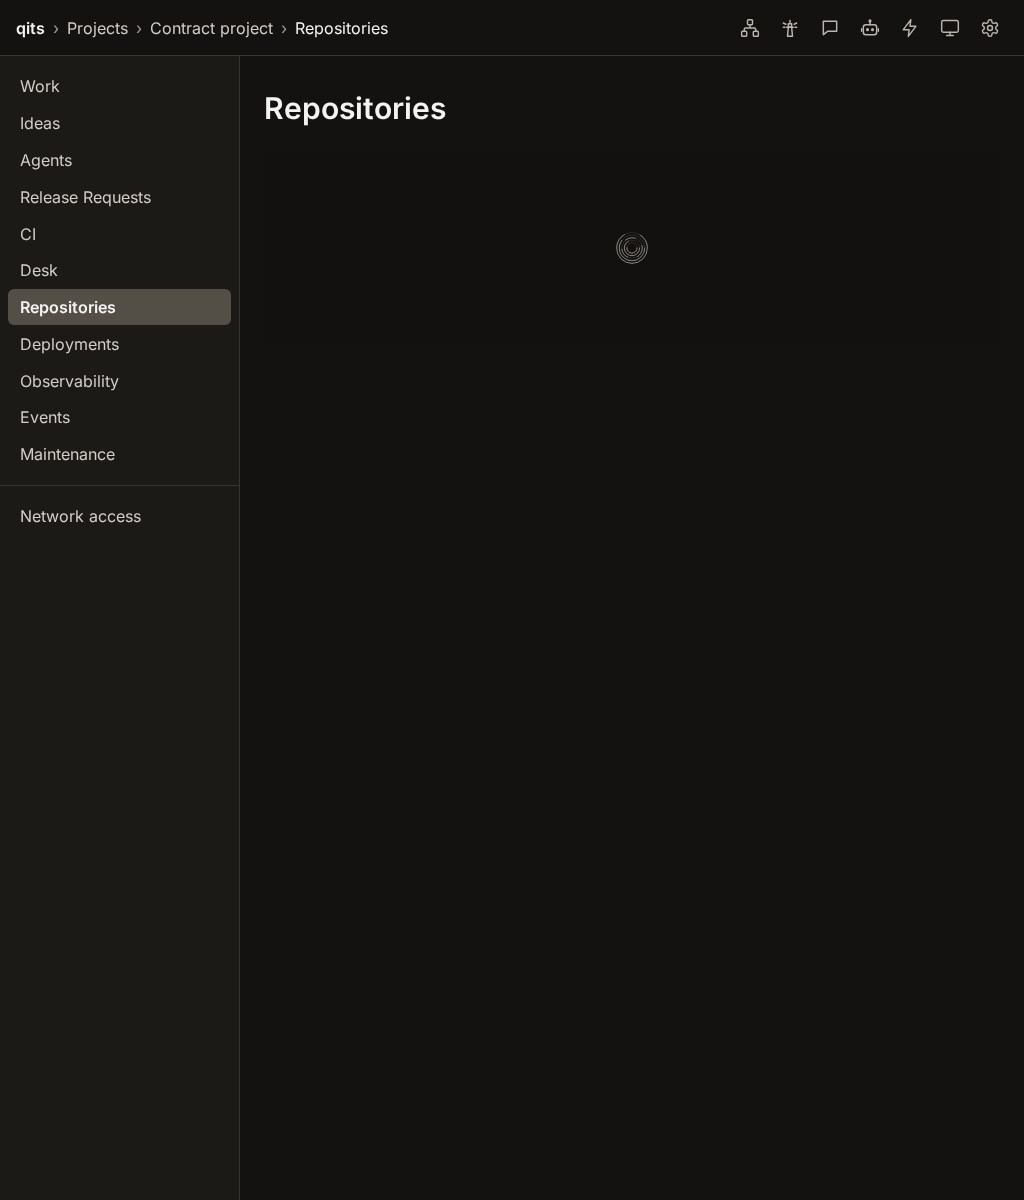 qits › Projects › Contract project › Repositories
Work
Ideas
Agents
Release Requests
CI
Desk
Repositories
Deployments
Observability
Events
Maintenance
Network access
Repositories